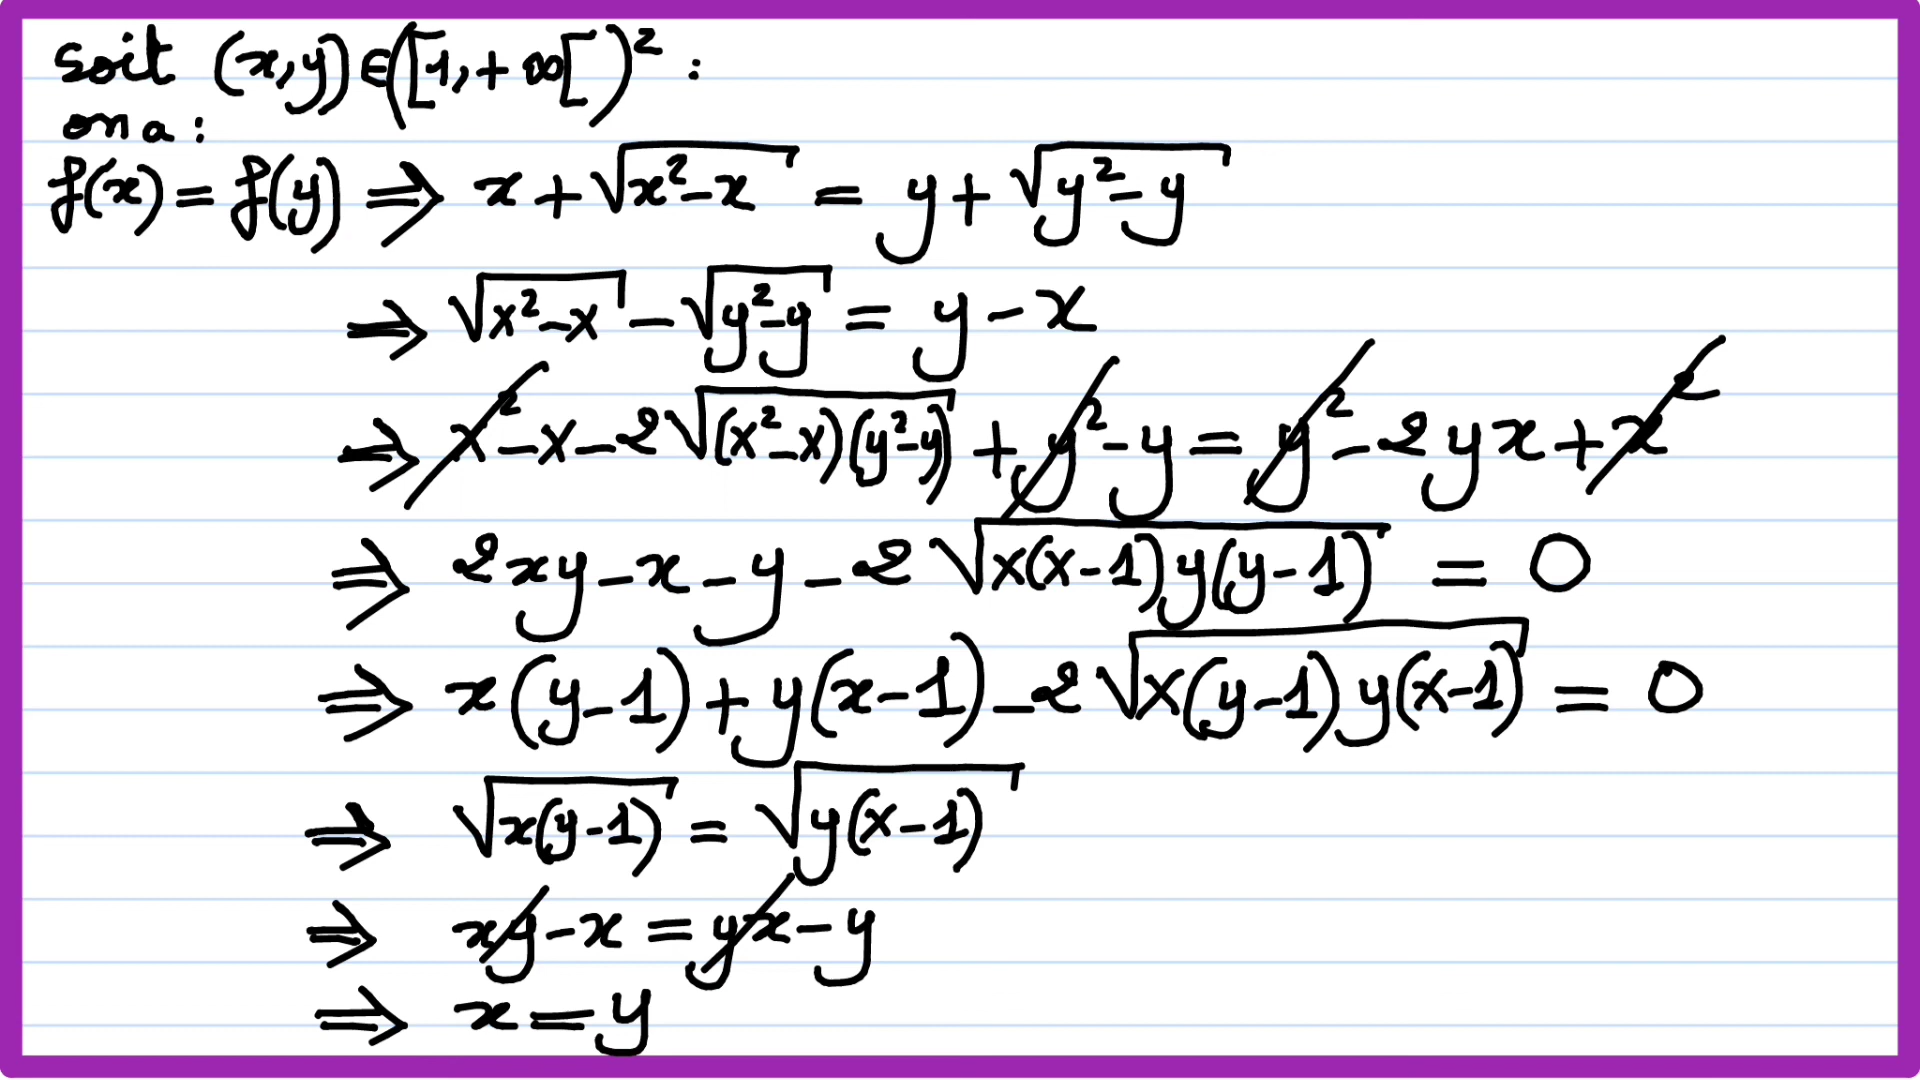 Soit (x,y)∈([1,+∞[)² :
on a :
f(x) = f(y) ⇒ x + √(x²-x) = y + √(y²-y)
⇒ √(x²-x) - √(y²-y) = y - x
⇒ x² - x - 2√((x²-x)(y²-y)) + y² - y = y² - 2yx + x²
⇒ 2xy - x - y - 2√(x(x-1)y(y-1)) = 0
⇒ x(y-1) + y(x-1) - 2√(x(y-1)y(x-1)) = 0
⇒ √(x(y-1)) = √(y(x-1))
⇒ xy - x = yx - y
⇒ x = y